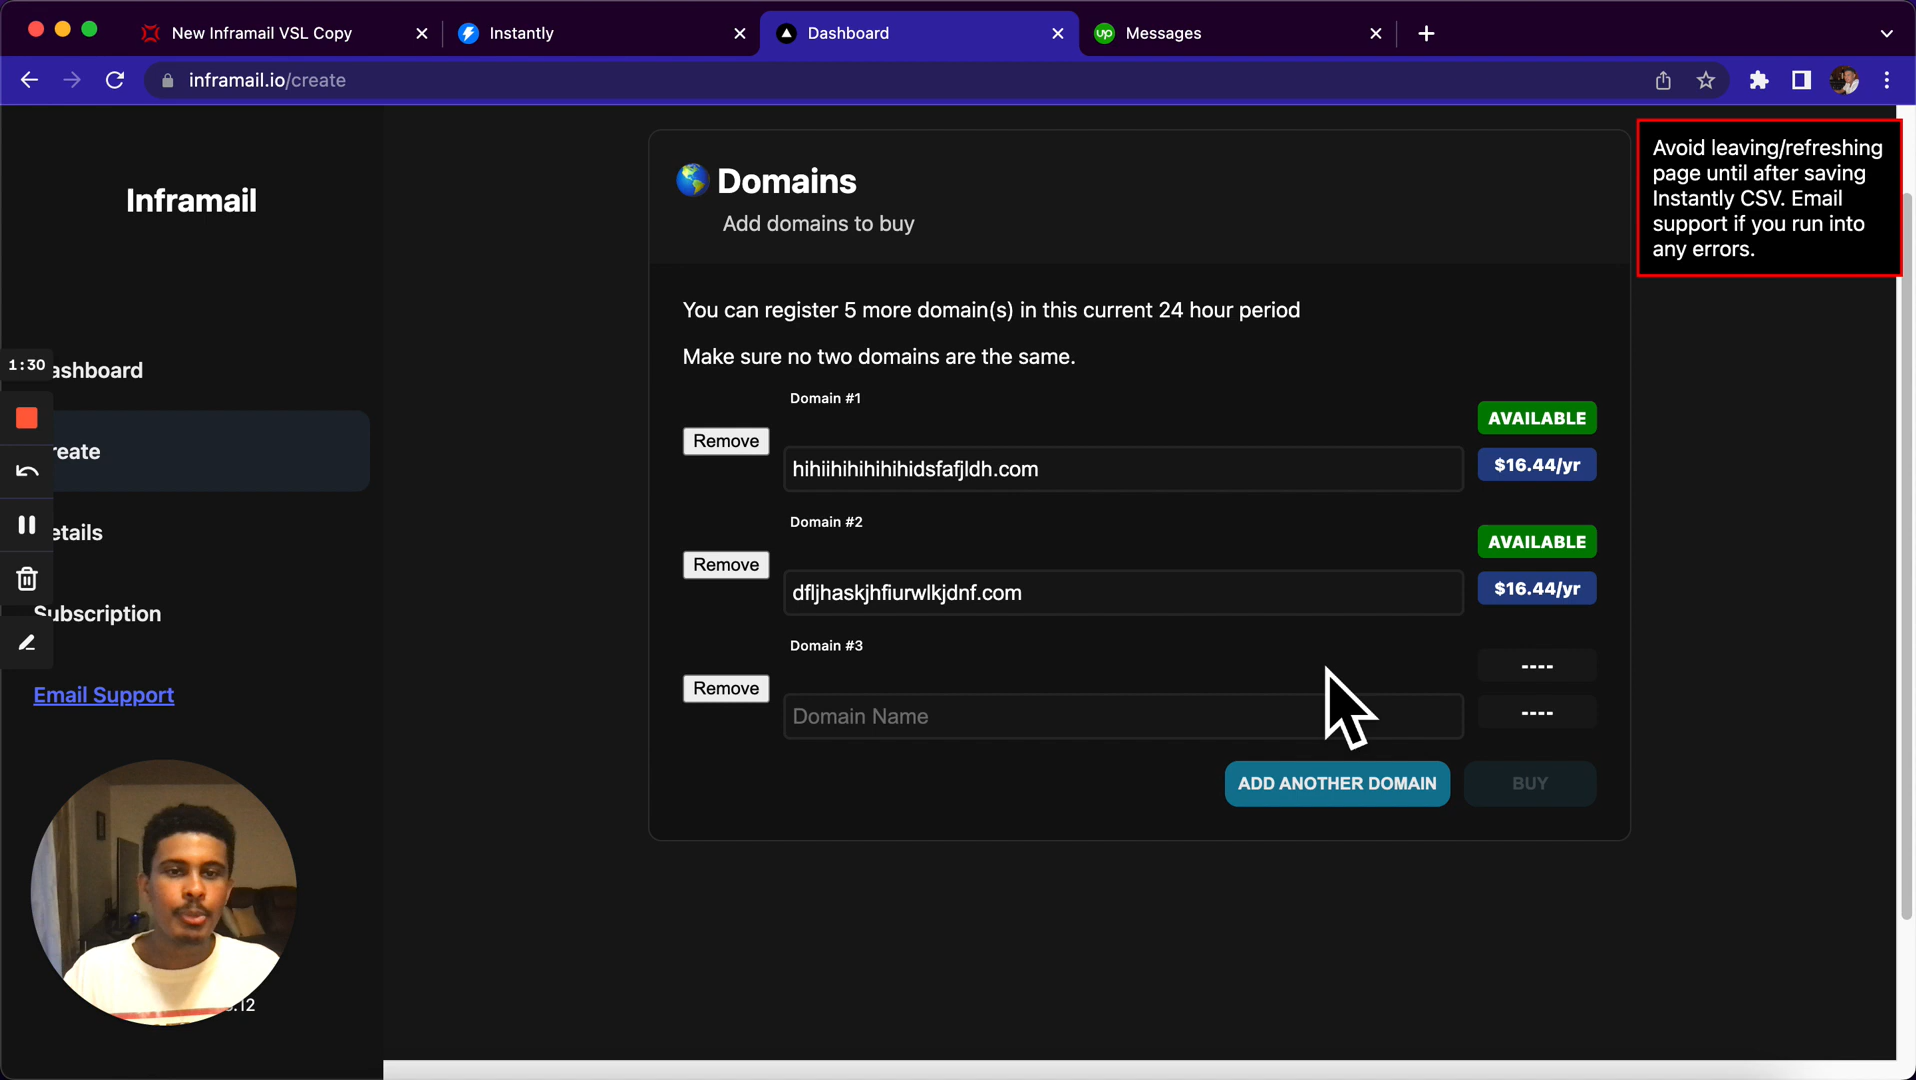 New Inframail VSL Copy
Instantly
Dashboard
Messages
inframail.io/create
Inframail
1:30
ashboard
reate
etails
Subscription
Email Support
.12
Domains
Add domains to buy
You can register 5 more domain(s) in this current 24 hour period
Make sure no two domains are the same.
Domain #1
Remove
hihiihihihihihidsfafjldh.com
AVAILABLE
$16.44/yr
Domain #2
Remove
dfljhaskjhfiurwlkjdnf.com
AVAILABLE
$16.44/yr
Domain #3
Remove
Domain Name
----
----
ADD ANOTHER DOMAIN
BUY
Avoid leaving/refreshing
page until after saving
Instantly CSV. Email
support if you run into
any errors.